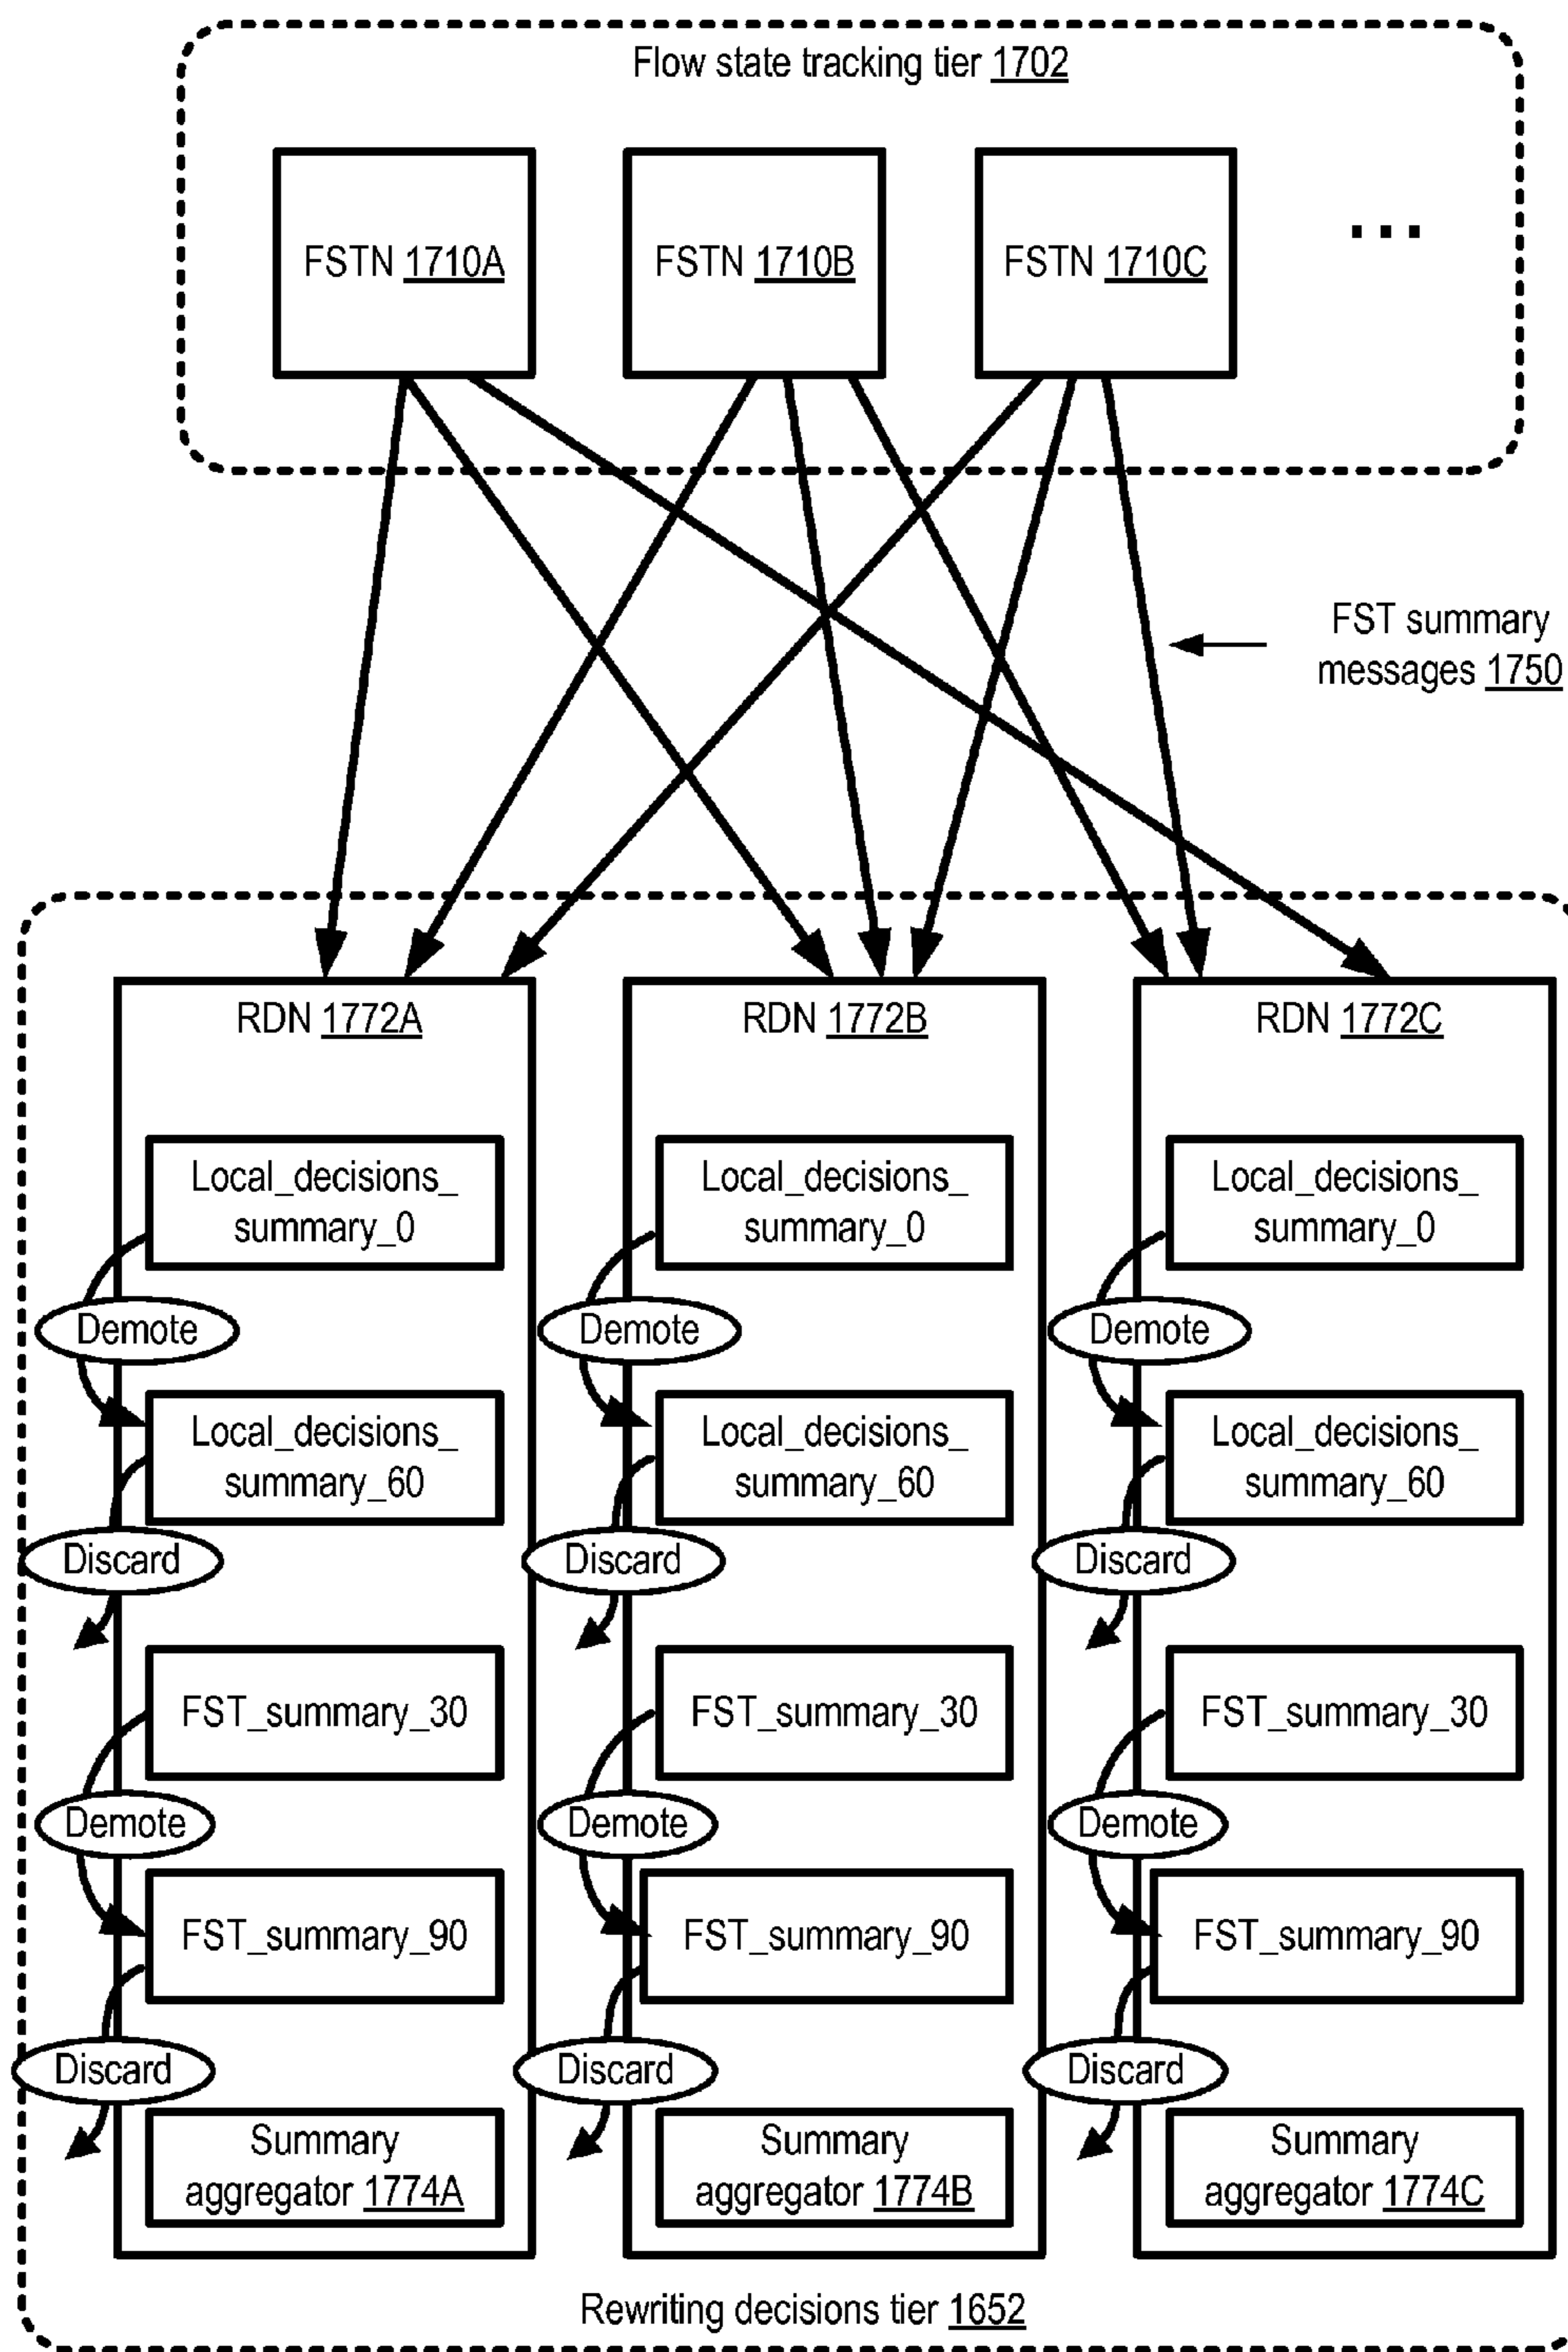 Flow state tracking tier 1702
FSTN 1710A
FSTN 1710B
FSTN 1710C
...
FST summary
messages 1750
RDN 1772A
RDN 1772B
RDN 1772C
Local_decisions_
summary_0
Local_decisions_
summary_0
Local_decisions_
summary_0
Demote
Demote
Demote
Local_decisions_
summary_60
Local_decisions_
summary_60
Local_decisions_
summary_60
Discard
Discard
Discard
FST_summary_30
FST_summary_30
FST_summary_30
Demote
Demote
Demote
FST_summary_90
FST_summary_90
FST_summary_90
Discard
Discard
Discard
Summary
aggregator 1774A
Summary
aggregator 1774B
Summary
aggregator 1774C
Rewriting decisions tier 1652